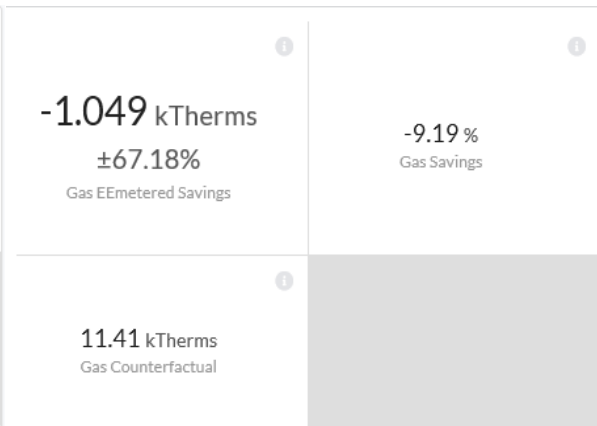 -1.049 kTherms
±67.18%
Gas EEmetered Savings
-9.19 %
Gas Savings
11.41 kTherms
Gas Counterfactual